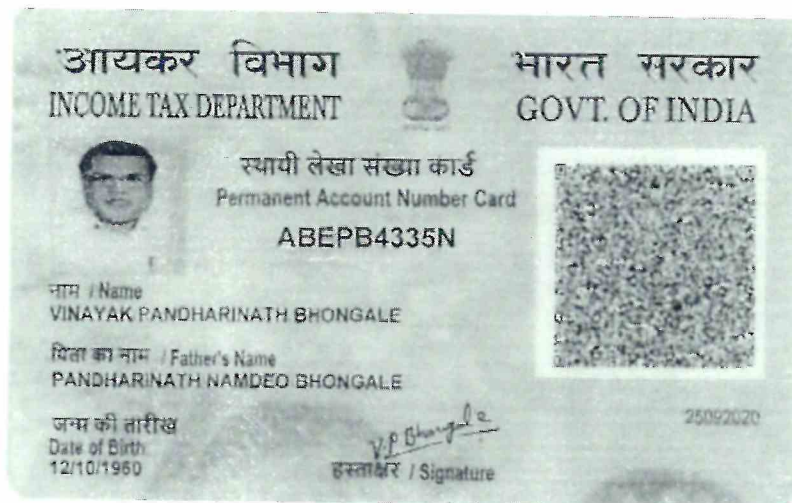 आयकर विभाग
INCOME TAX DEPARTMENT
भारत सरकार
GOVT. OF INDIA
स्थायी लेखा संख्या कार्ड
Permanent Account Number Card
ABEPB4335N
नाम / Name
VINAYAK PANDHARINATH BHONGALE
पिता का नाम / Father's Name
PANDHARINATH NAMDEO BHONGALE
जन्म की तारीख
Date of Birth
12/10/1960
V.P. Bhongale
हस्ताक्षर / Signature
25092020